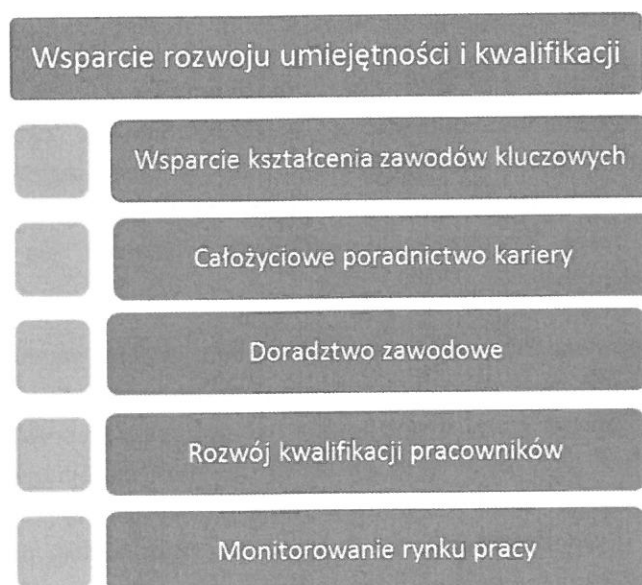 Wsparcie rozwoju umiejętności i kwalifikacji
Wsparcie kształcenia zawodów kluczowych
Całożyciowe poradnictwo kariery
Doradztwo zawodowe
Rozwój kwalifikacji pracowników
Monitorowanie rynku pracy